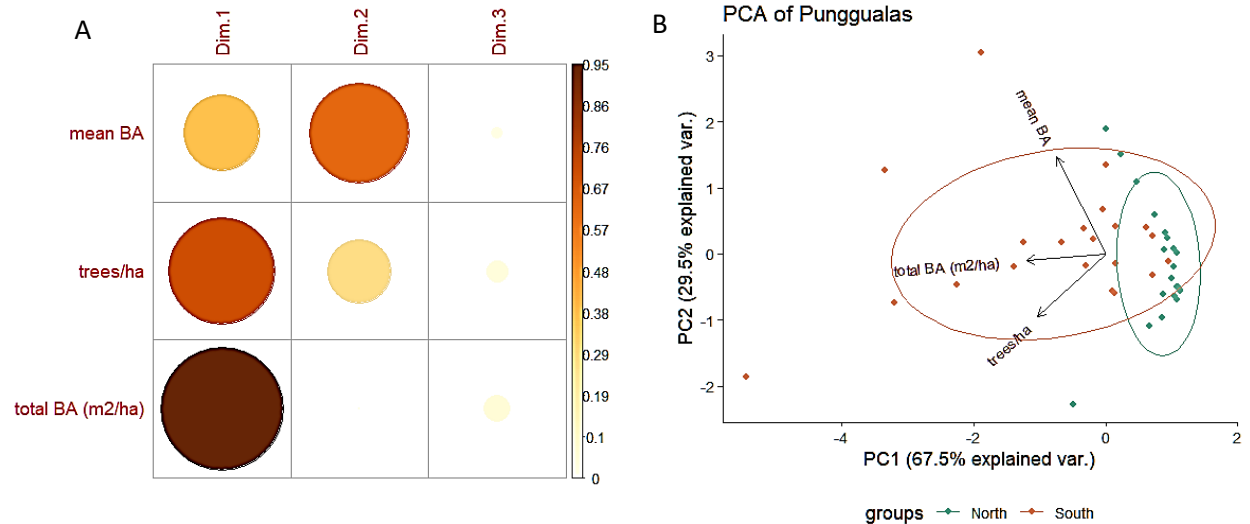 A
Dim.1
Dim.2
Dim.3
mean BA
trees/ha
total BA (m2/ha)
0.95
0.86
0.76
0.67
0.57
0.48
0.38
0.29
0.19
0.1
0
B
PCA of Punggualas
PC2 (29.5% explained var.)
3
2
1
0
-1
-2
mean BA
total BA (m2/ha)
trees/ha
-4
-2
0
2
PC1 (67.5% explained var.)
groups North South